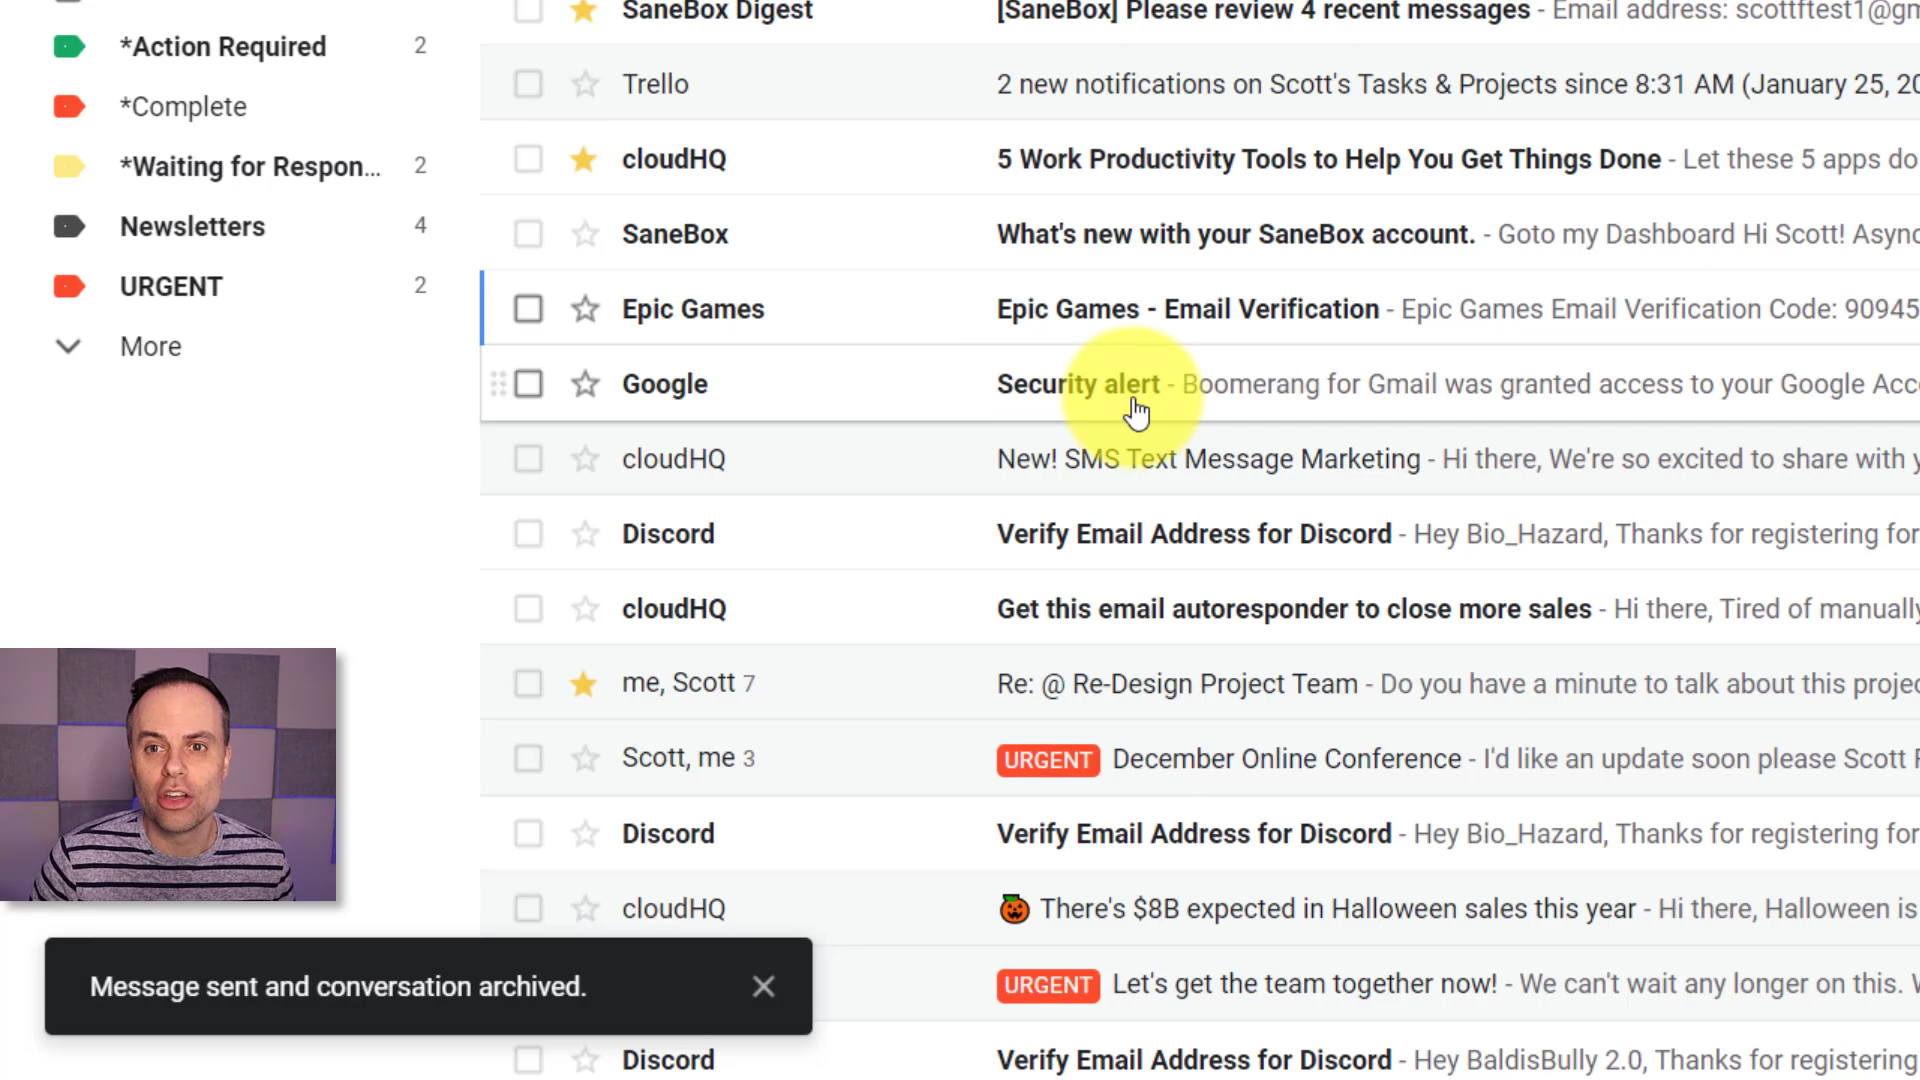 SaneBox Digest [SaneBox] Please review 4 recent messages - Email address: scottftest1@gm
*Action Required 2
Trello 2 new notifications on Scott's Tasks & Projects since 8:31 AM (January 25, 20
*Complete
cloudHQ 5 Work Productivity Tools to Help You Get Things Done - Let these 5 apps do
*Waiting for Respon... 2
Newsletters 4
SaneBox What's new with your SaneBox account. - Goto my Dashboard Hi Scott! Async
URGENT 2
Epic Games Epic Games - Email Verification - Epic Games Email Verification Code: 90945
More
Google Security alert - Boomerang for Gmail was granted access to your Google Acc
cloudHQ New! SMS Text Message Marketing - Hi there, We're so excited to share with y
Discord Verify Email Address for Discord - Hey Bio_Hazard, Thanks for registering for
cloudHQ Get this email autoresponder to close more sales - Hi there, Tired of manually
me, Scott 7 Re: @ Re-Design Project Team - Do you have a minute to talk about this projec
Scott, me 3 URGENT December Online Conference - I'd like an update soon please Scott F
Discord Verify Email Address for Discord - Hey Bio_Hazard, Thanks for registering for
cloudHQ 🎃 There's $8B expected in Halloween sales this year - Hi there, Halloween is
URGENT Let's get the team together now! - We can't wait any longer on this. W
Message sent and conversation archived.
Discord Verify Email Address for Discord - Hey BaldisBully 2.0, Thanks for registering